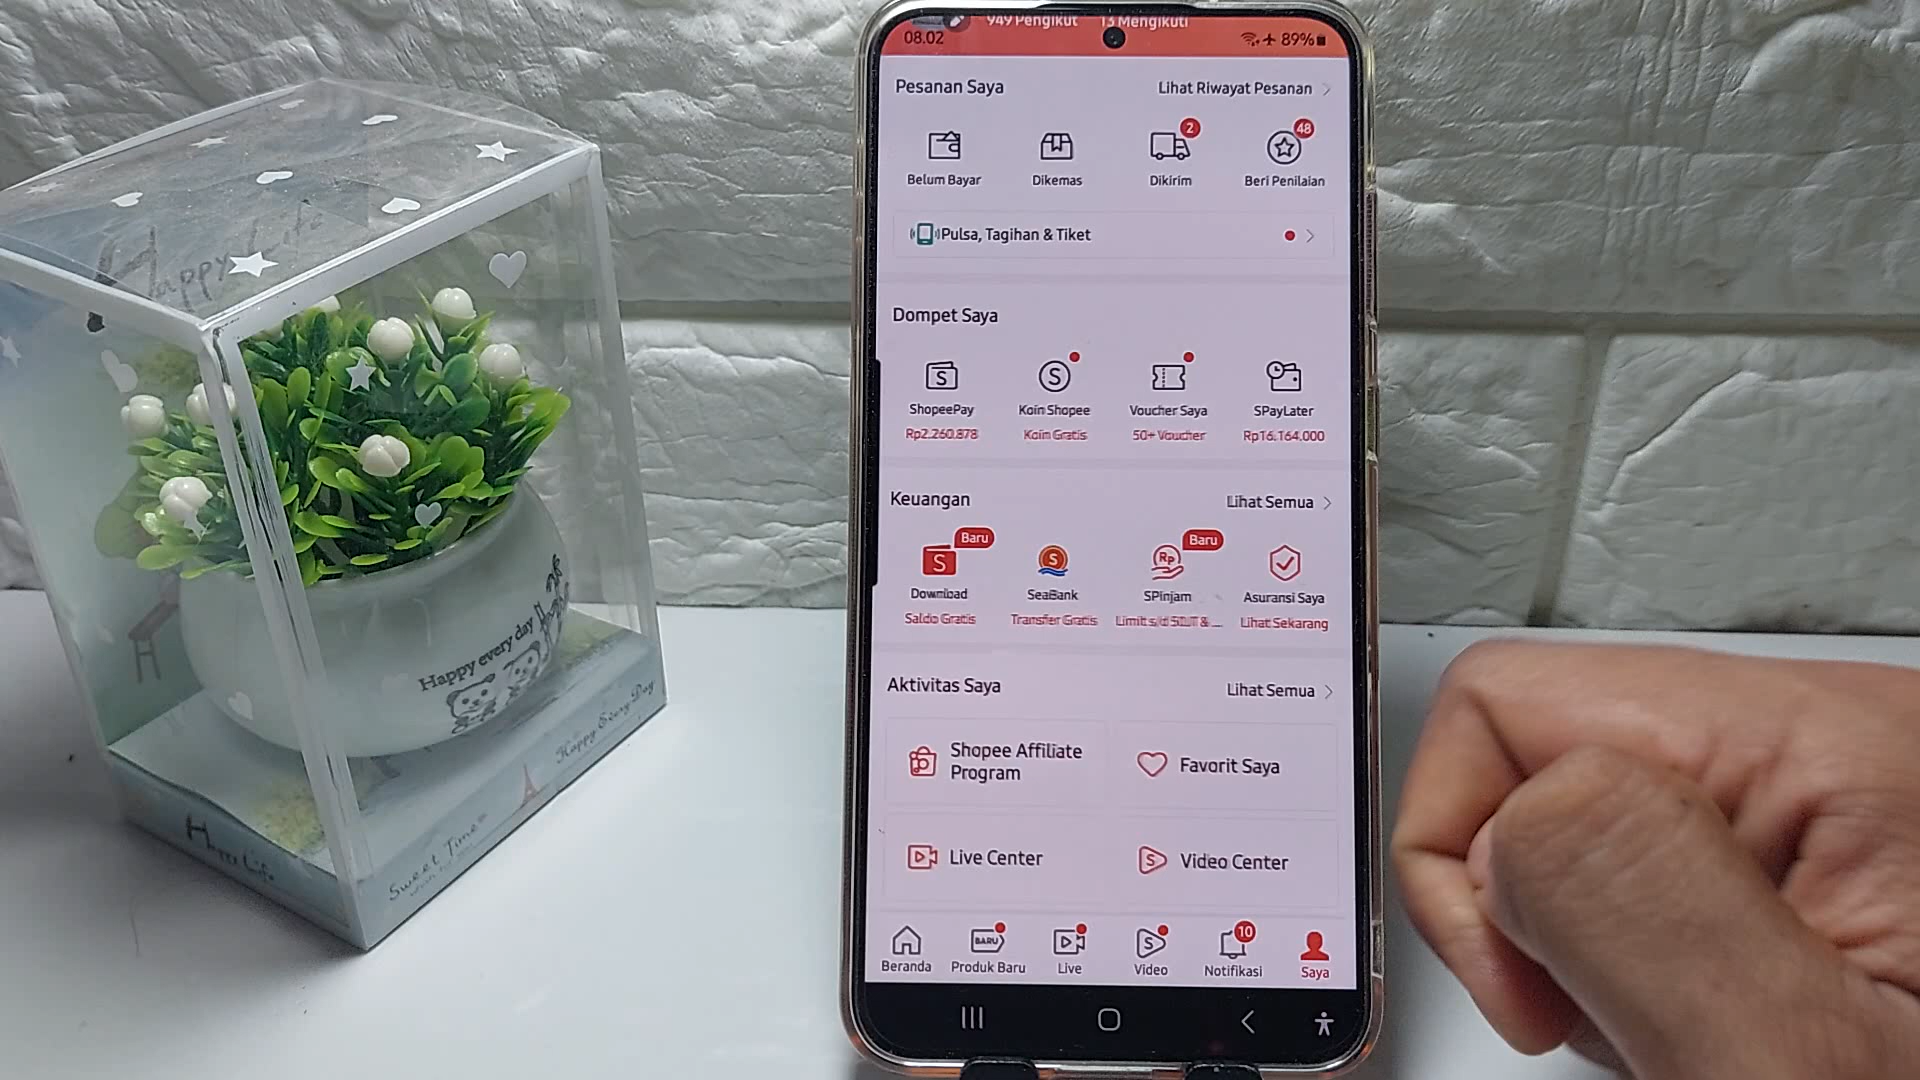 949 Pengikut 13 Mengikuti
08.02 89%
Pesanan Saya Lihat Riwayat Pesanan
2 48
Belum Bayar Dikemas Dikirim Beri Penilaian
Pulsa, Tagihan & Tiket
Dompet Saya
ShopeePay Koin Shopee Voucher Saya SPayLater
Rp2.260.878 Koin Gratis 50+ Voucher Rp16.164.000
Keuangan Lihat Semua
Baru Baru
Download SeaBank SPinjam Asuransi Saya
Saldo Gratis Transfer Gratis Limit s/d 50JT & ... Lihat Sekarang
Aktivitas Saya Lihat Semua
Shopee Affiliate
Program
Favorit Saya
Live Center Video Center
BARU 10
Beranda Produk Baru Live Video Notifikasi Saya
Happy every day
Happy Every Day
Sweet Time